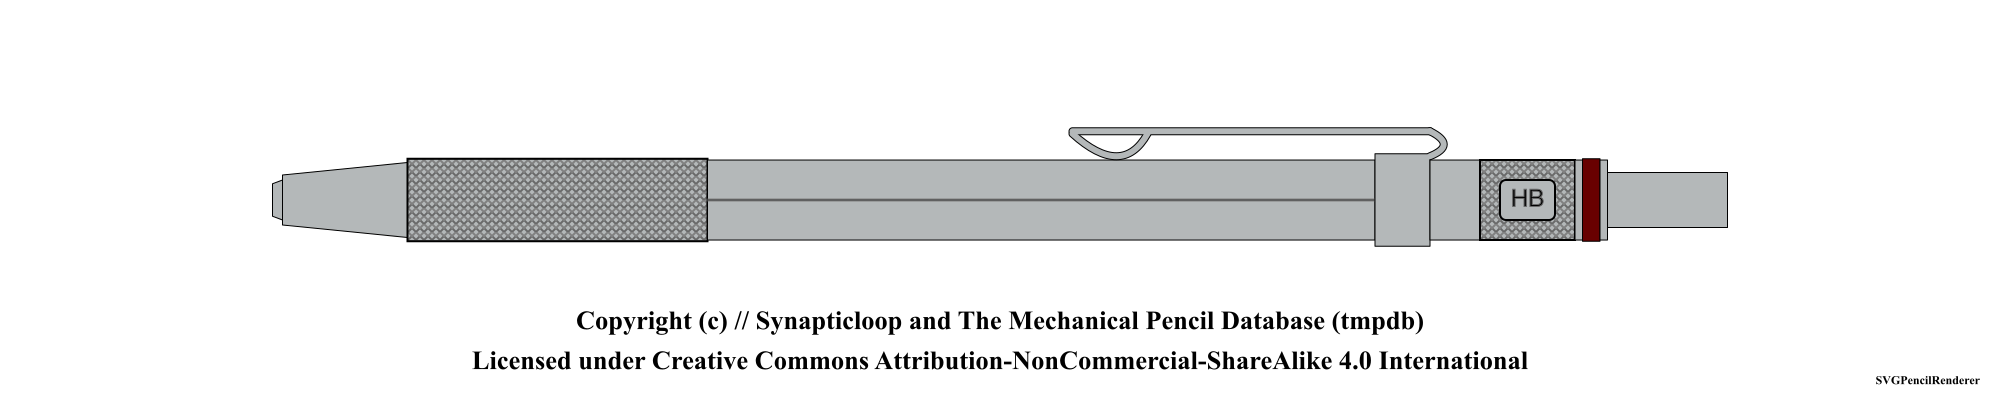 HB
Copyright (c) // Synapticloop and The Mechanical Pencil Database (tmpdb)
Licensed under Creative Commons Attribution-NonCommercial-ShareAlike 4.0 International
SVGPencilRenderer